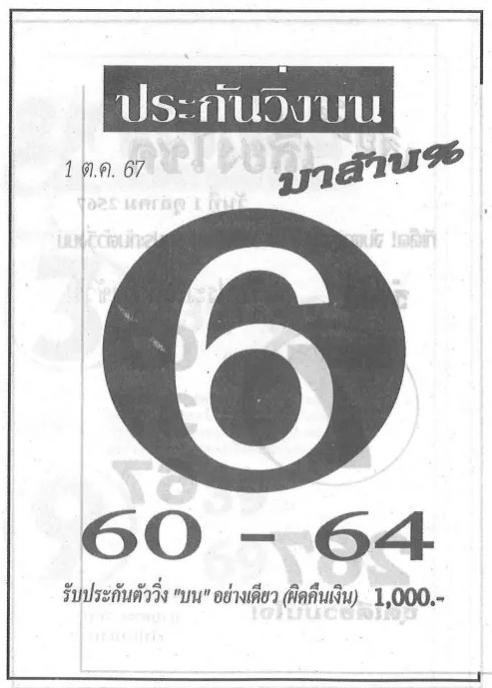 ประกันวิ่งบน
1 ต.ค. 67
มาล้าน%
6
60 - 64
รับประกันตัววิ่ง "บน" อย่างเดียว (ผิดคืนเงิน) 1,000.-